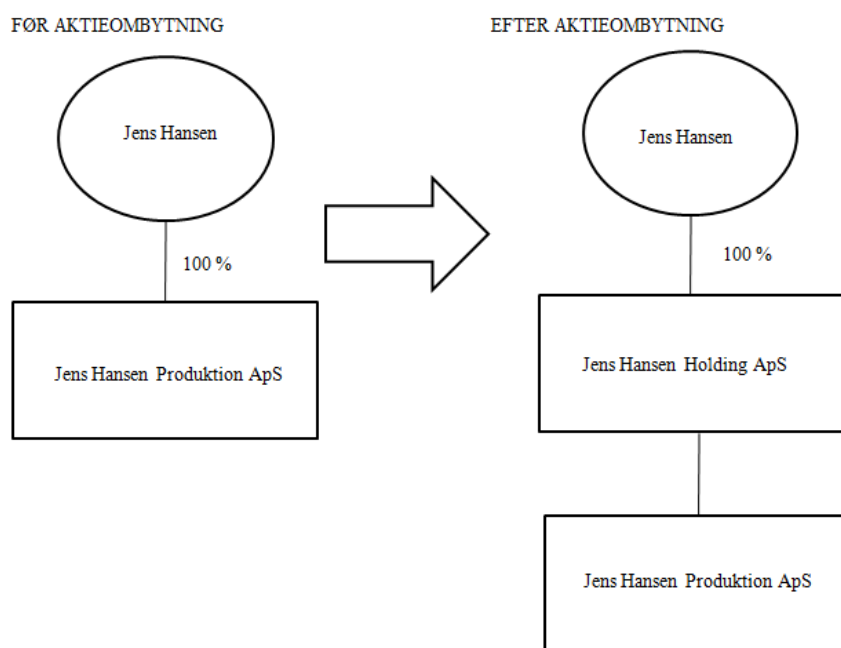 FØR AKTIEOMBYTNING
Jens Hansen
100 %
Jens Hansen Produktion ApS
EFTER AKTIEOMBYTNING
Jens Hansen
100 %
Jens Hansen Holding ApS
Jens Hansen Produktion ApS